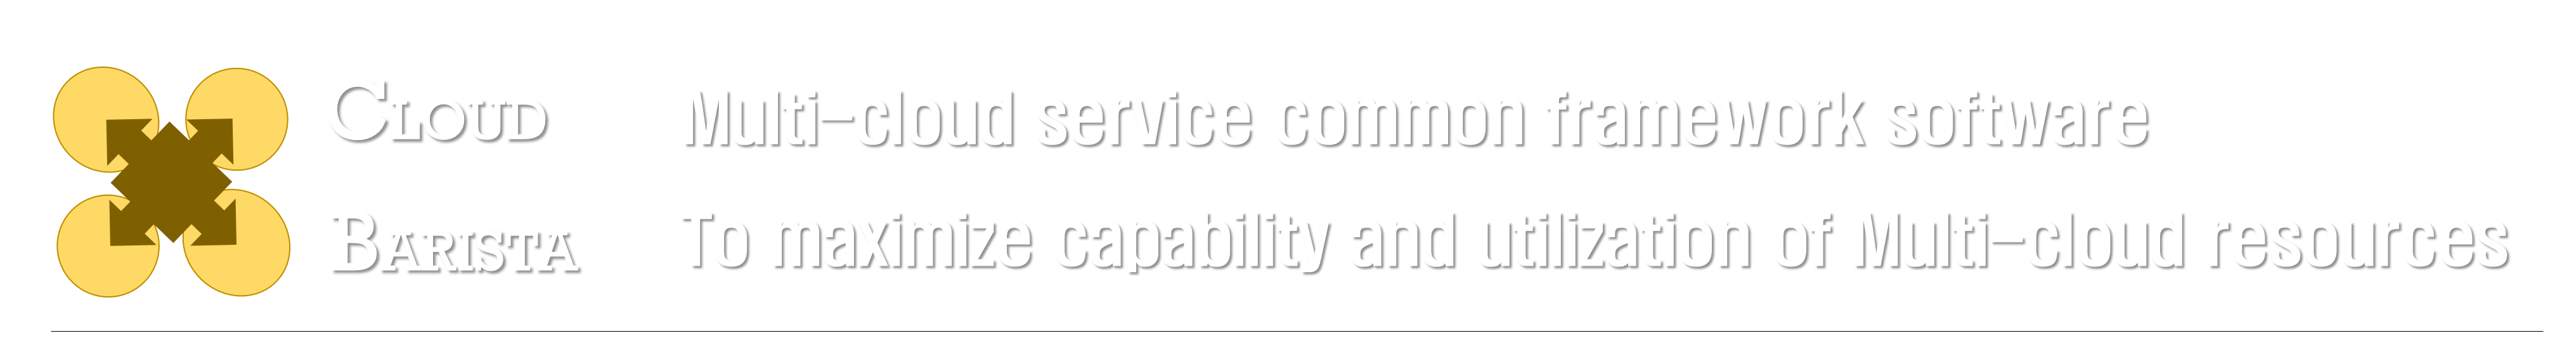 Cloud
Barista
Multi-cloud service common framework software
To maximize capability and utilization of Multi-cloud resources